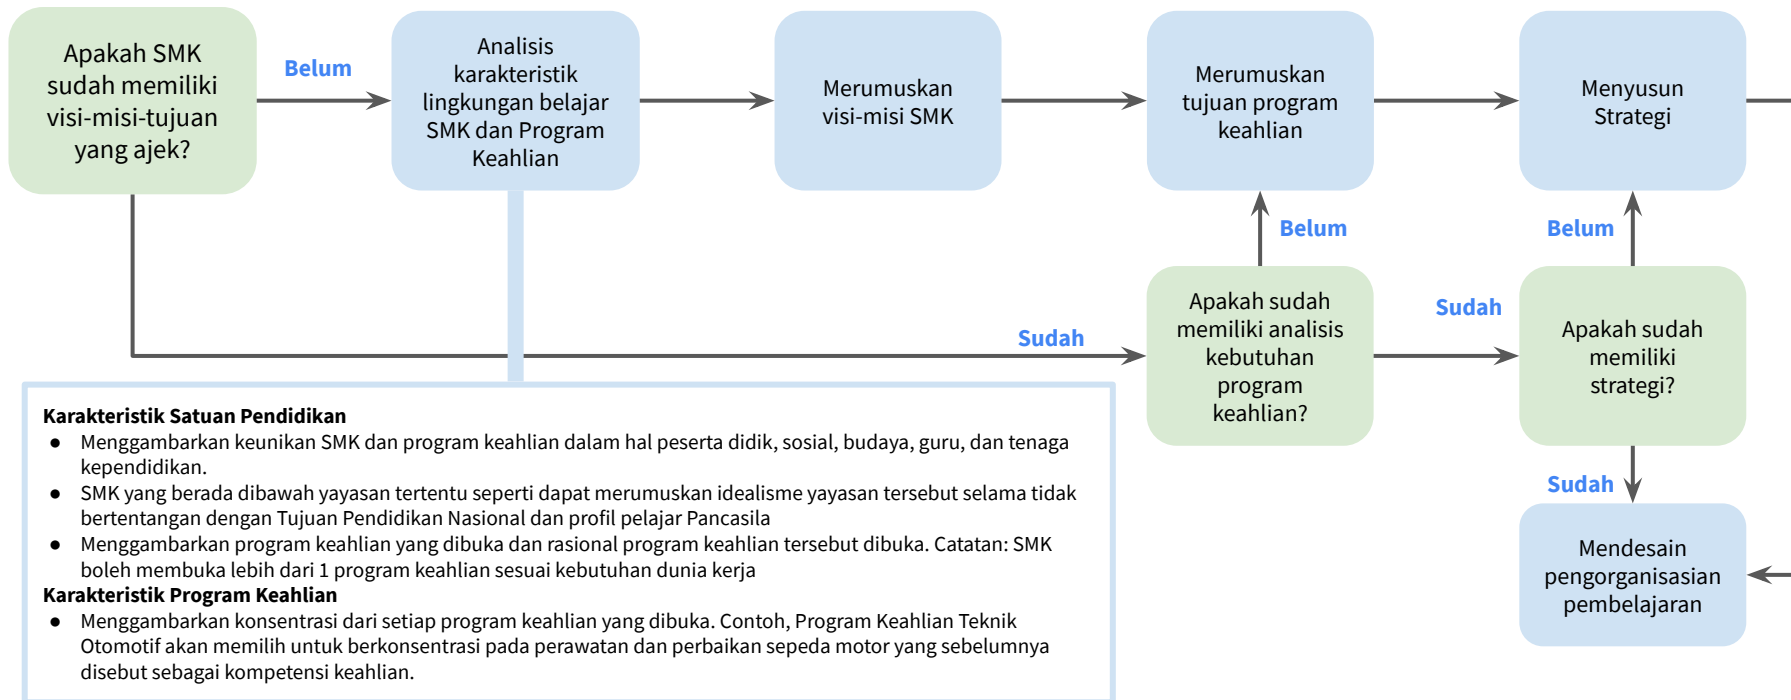 Apakah SMK
sudah memiliki
visi-misi-tujuan
yang ajek?
Belum
Analisis
karakteristik
lingkungan belajar
SMK dan Program
Keahlian
Merumuskan
visi-misi SMK
Merumuskan
tujuan program
keahlian
Menyusun
Strategi
Belum
Belum
Sudah
Apakah sudah
memiliki analisis
kebutuhan
program
keahlian?
Sudah
Apakah sudah
memiliki
strategi?
Sudah
Mendesain
pengorganisasian
pembelajaran
Karakteristik Satuan Pendidikan
● Menggambarkan keunikan SMK dan program keahlian dalam hal peserta didik, sosial, budaya, guru, dan tenaga
kependidikan.
● SMK yang berada dibawah yayasan tertentu seperti dapat merumuskan idealisme yayasan tersebut selama tidak
bertentangan dengan Tujuan Pendidikan Nasional dan profil pelajar Pancasila
● Menggambarkan program keahlian yang dibuka dan rasional program keahlian tersebut dibuka. Catatan: SMK
boleh membuka lebih dari 1 program keahlian sesuai kebutuhan dunia kerja
Karakteristik Program Keahlian
● Menggambarkan konsentrasi dari setiap program keahlian yang dibuka. Contoh, Program Keahlian Teknik
Otomotif akan memilih untuk berkonsentrasi pada perawatan dan perbaikan sepeda motor yang sebelumnya
disebut sebagai kompetensi keahlian.